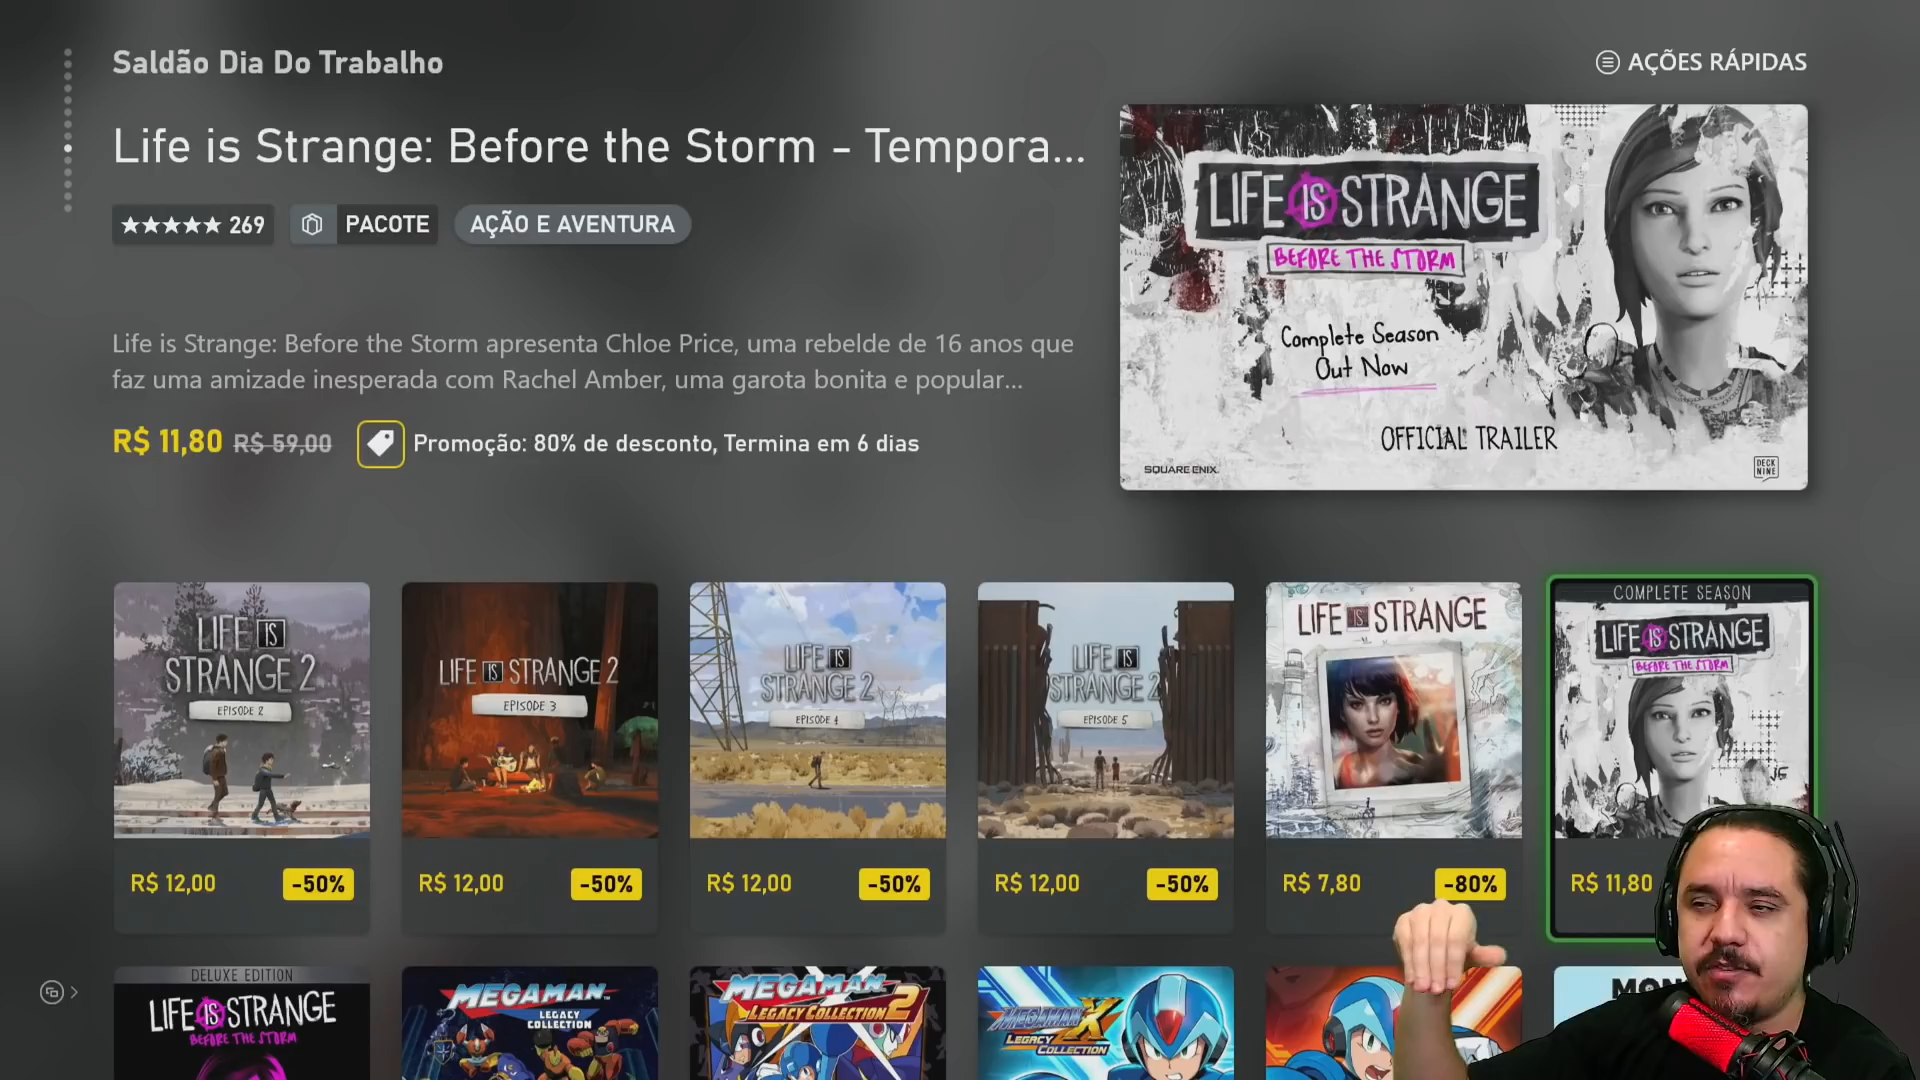 Saldão Dia Do Trabalho
AÇÕES RÁPIDAS
Life is Strange: Before the Storm - Tempora...
★★★★★ 269
PACOTE
AÇÃO E AVENTURA
Life is Strange: Before the Storm apresenta Chloe Price, uma rebelde de 16 anos que
faz uma amizade inesperada com Rachel Amber, uma garota bonita e popular...
R$ 11,80 R$ 59,00
Promoção: 80% de desconto, Termina em 6 dias
LIFE IS STRANGE
BEFORE THE STORM
Complete Season
Out Now
OFFICIAL TRAILER
SQUARE ENIX
DECK
NINE
LIFE IS
STRANGE 2
EPISODE 2
R$ 12,00
-50%
LIFE IS STRANGE 2
EPISODE 3
R$ 12,00
-50%
LIFE IS
STRANGE 2
EPISODE 4
R$ 12,00
-50%
LIFE IS
STRANGE 2
EPISODE 5
R$ 12,00
-50%
LIFE IS STRANGE
R$ 7,80
-80%
COMPLETE SEASON
LIFE IS STRANGE
BEFORE THE STORM
R$ 11,80
DELUXE EDITION
LIFE IS STRANGE
BEFORE THE STORM
MEGAMAN
LEGACY
COLLECTION
MEGAMAN
LEGACY COLLECTION 2
MEGAMAN X
LEGACY
COLLECTION